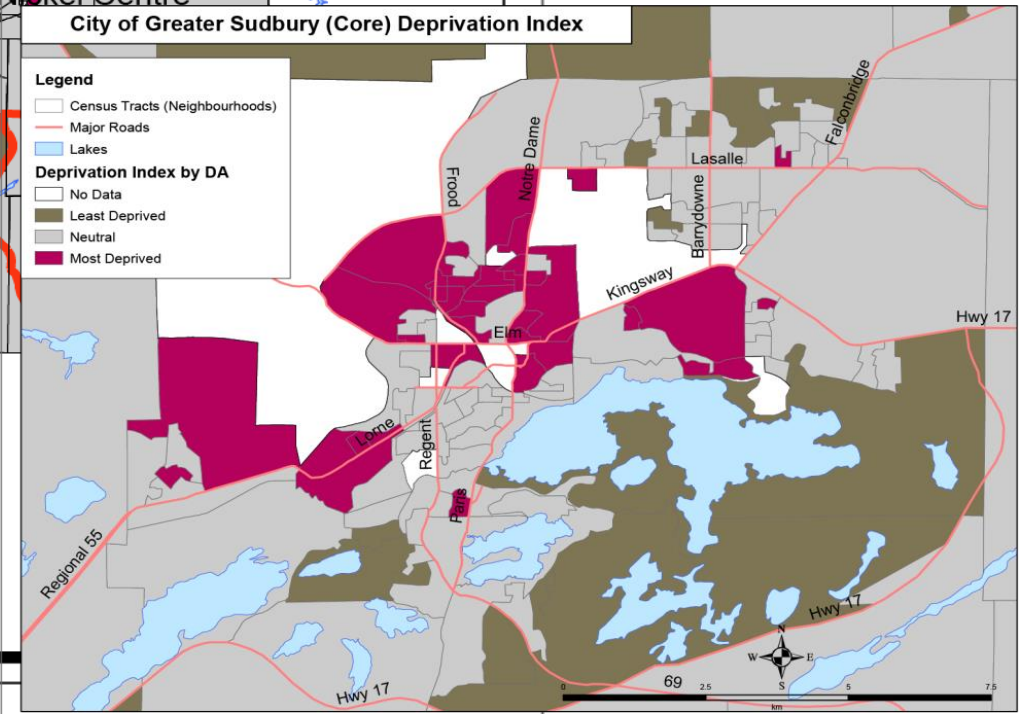 City of Greater Sudbury (Core) Deprivation Index
Legend
Census Tracts (Neighbourhoods)
Major Roads
Lakes
Deprivation Index by DA
No Data
Least Deprived
Neutral
Most Deprived
Falconbridge
Notre Dame
Lasalle
Frood
Barrydowne
Kingsway
Hwy 17
Elm
Lorne
Regent
Paris
Regional 55
Hwy 17
N
W E
S
69
Hwy 17
0 2.5 5 7.5
km